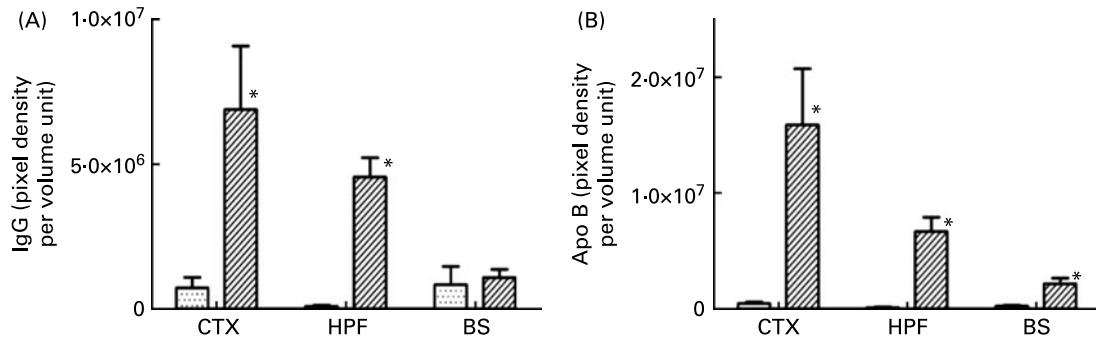 (A)
1·0×10⁷
5·0×10⁶
0
IgG (pixel density
per volume unit)
*
*
CTX
HPF
BS
(B)
2·0×10⁷
1·0×10⁷
0
Apo B (pixel density
per volume unit)
*
*
*
CTX
HPF
BS